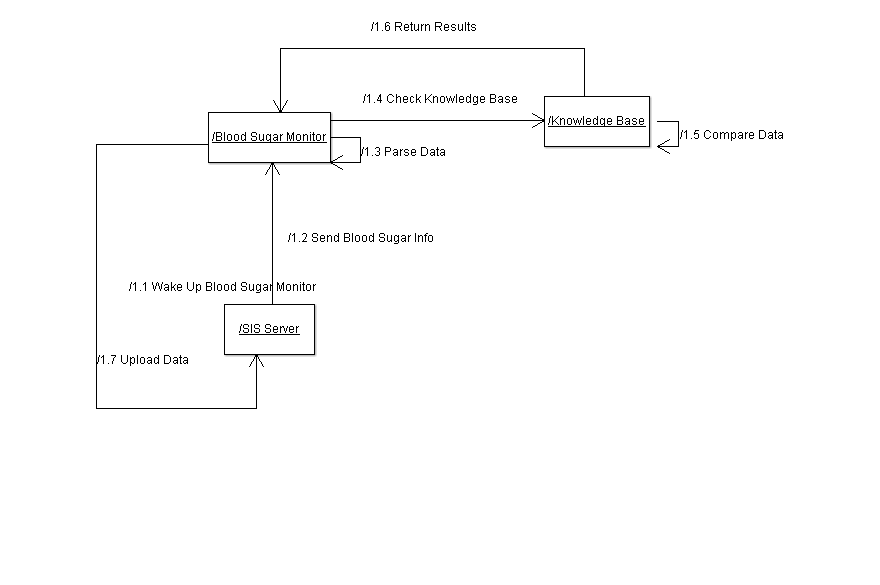 /1.6 Return Results
/1.4 Check Knowledge Base
/Knowledge Base
/Blood Sugar Monitor
/1.5 Compare Data
/1.3 Parse Data
/1.2 Send Blood Sugar Info
/1.1 Wake Up Blood Sugar Monitor
/SIS Server
/1.7 Upload Data